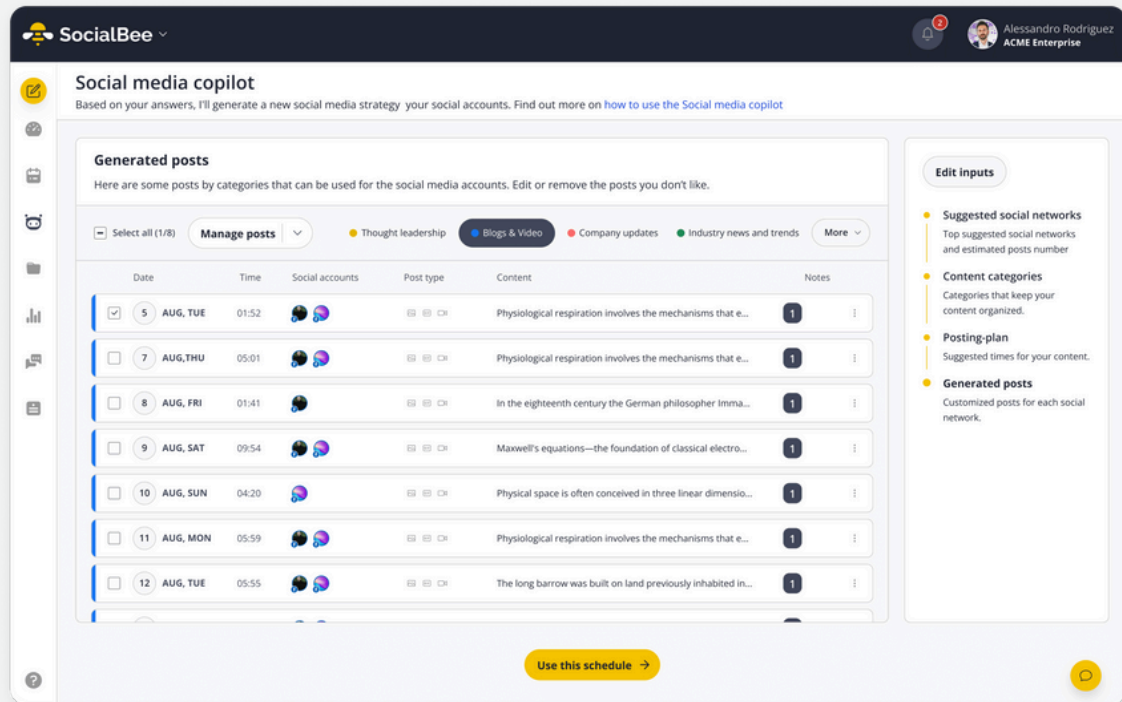 SocialBee
2
Alessandro Rodriguez
ACME Enterprise
Social media copilot
Based on your answers, I'll generate a new social media strategy your social accounts. Find out more on how to use the Social media copilot
Generated posts
Here are some posts by categories that can be used for the social media accounts. Edit or remove the posts you don't like.
Select all (1/8)
Manage posts
Thought leadership
Blogs & Video
Company updates
Industry news and trends
More
Date Time Social accounts Post type Content Notes
5 AUG, TUE 01:52 Physiological respiration involves the mechanisms that e... 1
7 AUG,THU 05:01 Physiological respiration involves the mechanisms that e... 1
8 AUG, FRI 01:41 In the eighteenth century the German philosopher Imma... 1
9 AUG, SAT 09:54 Maxwell's equations—the foundation of classical electro... 1
10 AUG, SUN 04:20 Physical space is often conceived in three linear dimensio... 1
11 AUG, MON 05:59 Physiological respiration involves the mechanisms that e... 1
12 AUG, TUE 05:55 The long barrow was built on land previously inhabited in... 1
Use this schedule →
Edit inputs
Suggested social networks
Top suggested social networks
and estimated posts number
Content categories
Categories that keep your
content organized.
Posting-plan
Suggested times for your content.
Generated posts
Customized posts for each social
network.
?